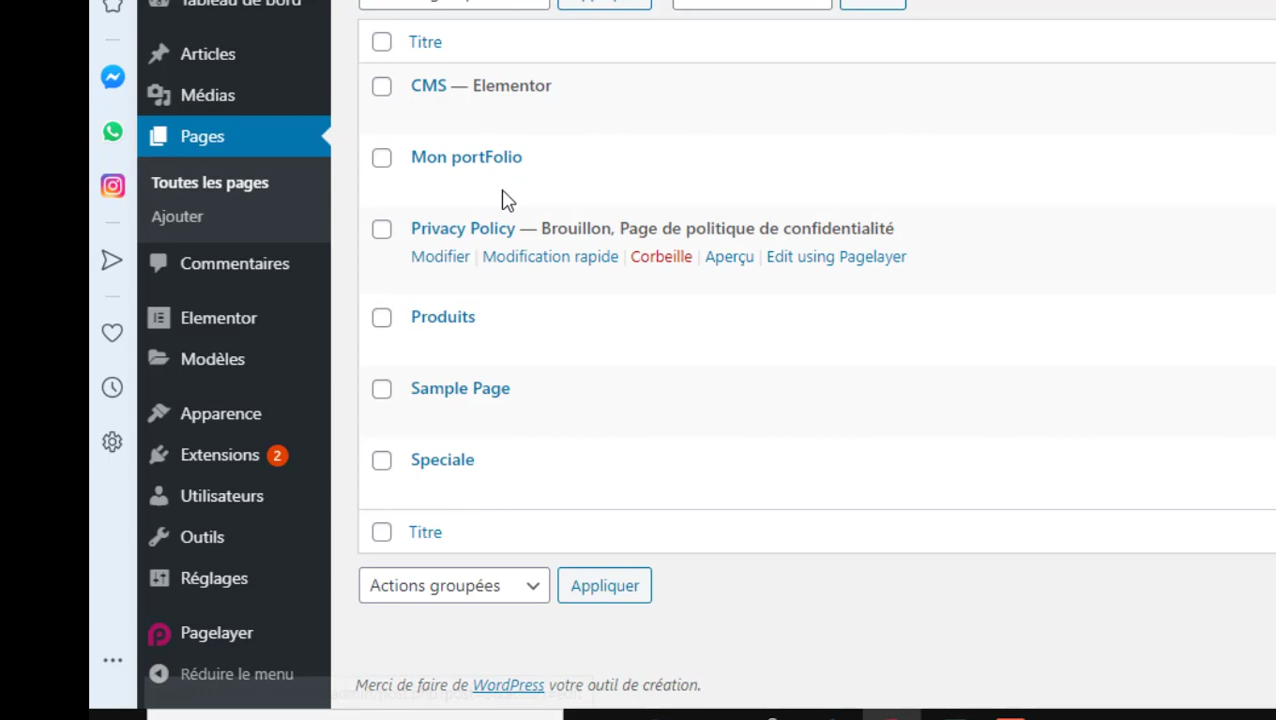 Tableau de bord
Articles
Médias
Pages
Toutes les pages
Ajouter
Commentaires
Elementor
Modèles
Apparence
Extensions 2
Utilisateurs
Outils
Réglages
Pagelayer
Réduire le menu
Titre
CMS — Elementor
Mon portFolio
Privacy Policy — Brouillon, Page de politique de confidentialité
Modifier | Modification rapide | Corbeille | Aperçu | Edit using Pagelayer
Produits
Sample Page
Speciale
Titre
Actions groupées Appliquer
Merci de faire de WordPress votre outil de création.